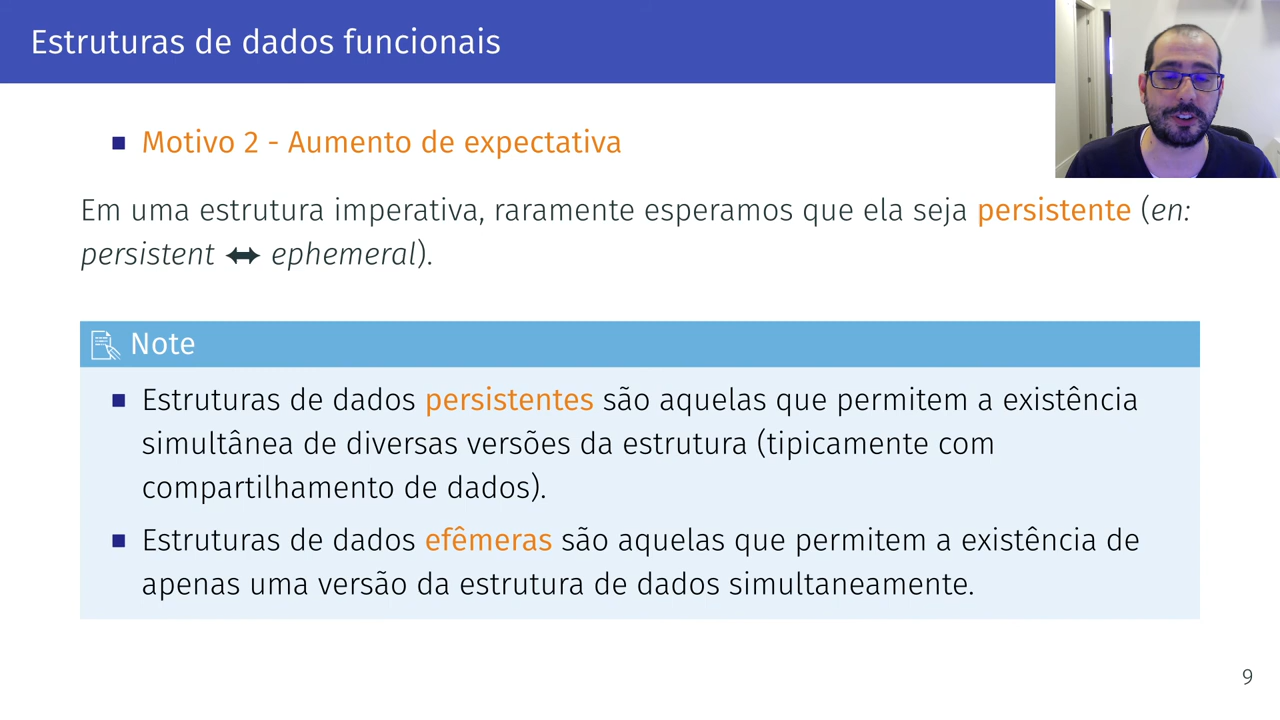 Estruturas de dados funcionais
▪ Motivo 2 - Aumento de expectativa
Em uma estrutura imperativa, raramente esperamos que ela seja persistente (en:
persistent ⬌ ephemeral).
Note
▪ Estruturas de dados persistentes são aquelas que permitem a existência
simultânea de diversas versões da estrutura (tipicamente com
compartilhamento de dados).
▪ Estruturas de dados efêmeras são aquelas que permitem a existência de
apenas uma versão da estrutura de dados simultaneamente.
9